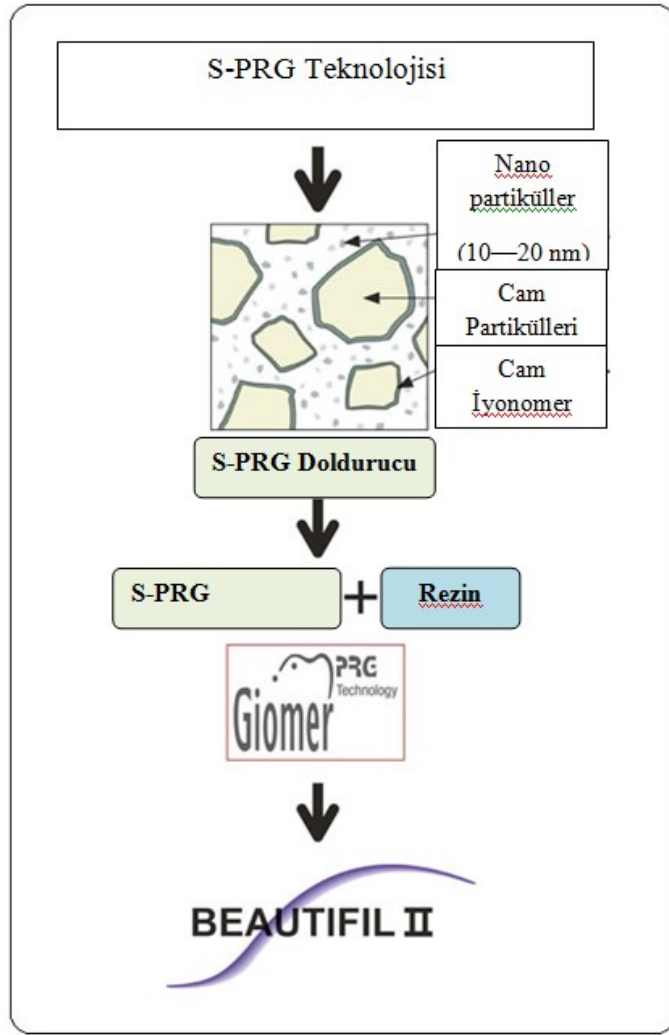 S-PRG Teknolojisi
Nano
partiküller
(10—20 nm)
Cam
Partikülleri
Cam
İyonomer
S-PRG Doldurucu
S-PRG + Rezin
PRG
Technology
Giomer
BEAUTIFIL II